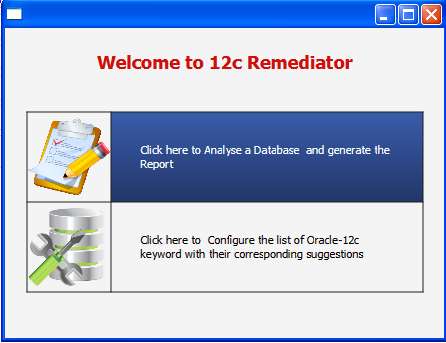 Welcome to 12c Remediator
Click here to Analyse a Database  and generate the
Report
Click here to  Configure the list of Oracle-12c
keyword with their corresponding suggestions